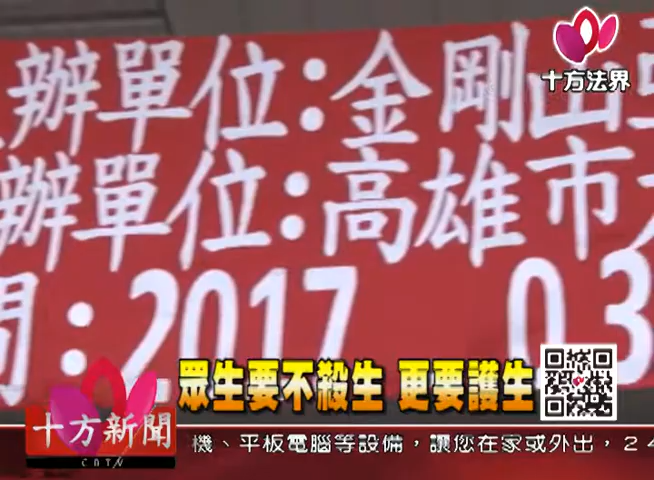 十方法界
辦單位:金剛山
辦單位:高雄市
間:2017 03
眾生要不殺生 更要護生
十方新聞
CNTV
機、平板電腦等設備,讓您在家或外出,24